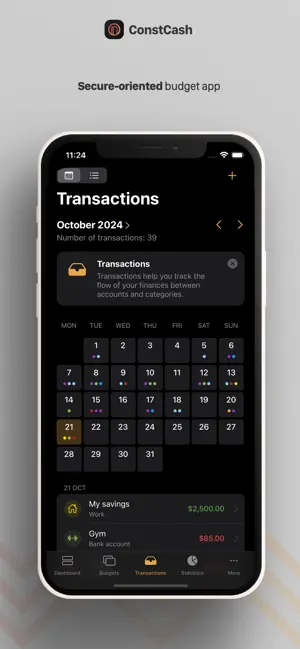 ConstCash
Secure-oriented budget app
11:24
Transactions
October 2024
Number of transactions: 39
Transactions
Transactions help you track the
flow of your finances between
accounts and categories.
MON TUE WED THU FRI SAT SUN
1 2 3 4 5 6
7 8 9 10 11 12 13
14 15 16 17 18 19 20
21 22 23 24 25 26 27
28 29 30 31
21 OCT
My savings
Work
$2,500.00
Gym
Bank account
$85.00
Dashboard Budgets Transactions Statistics More